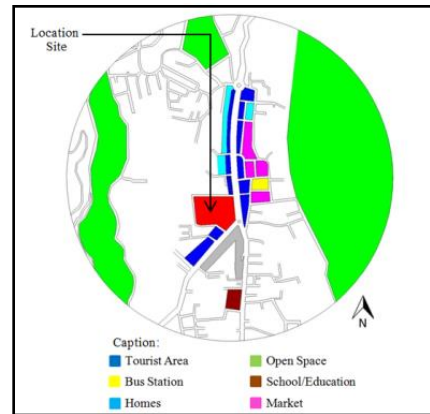 Location
Site
N
Caption:
Tourist Area
Open Space
Bus Station
School/Education
Homes
Market